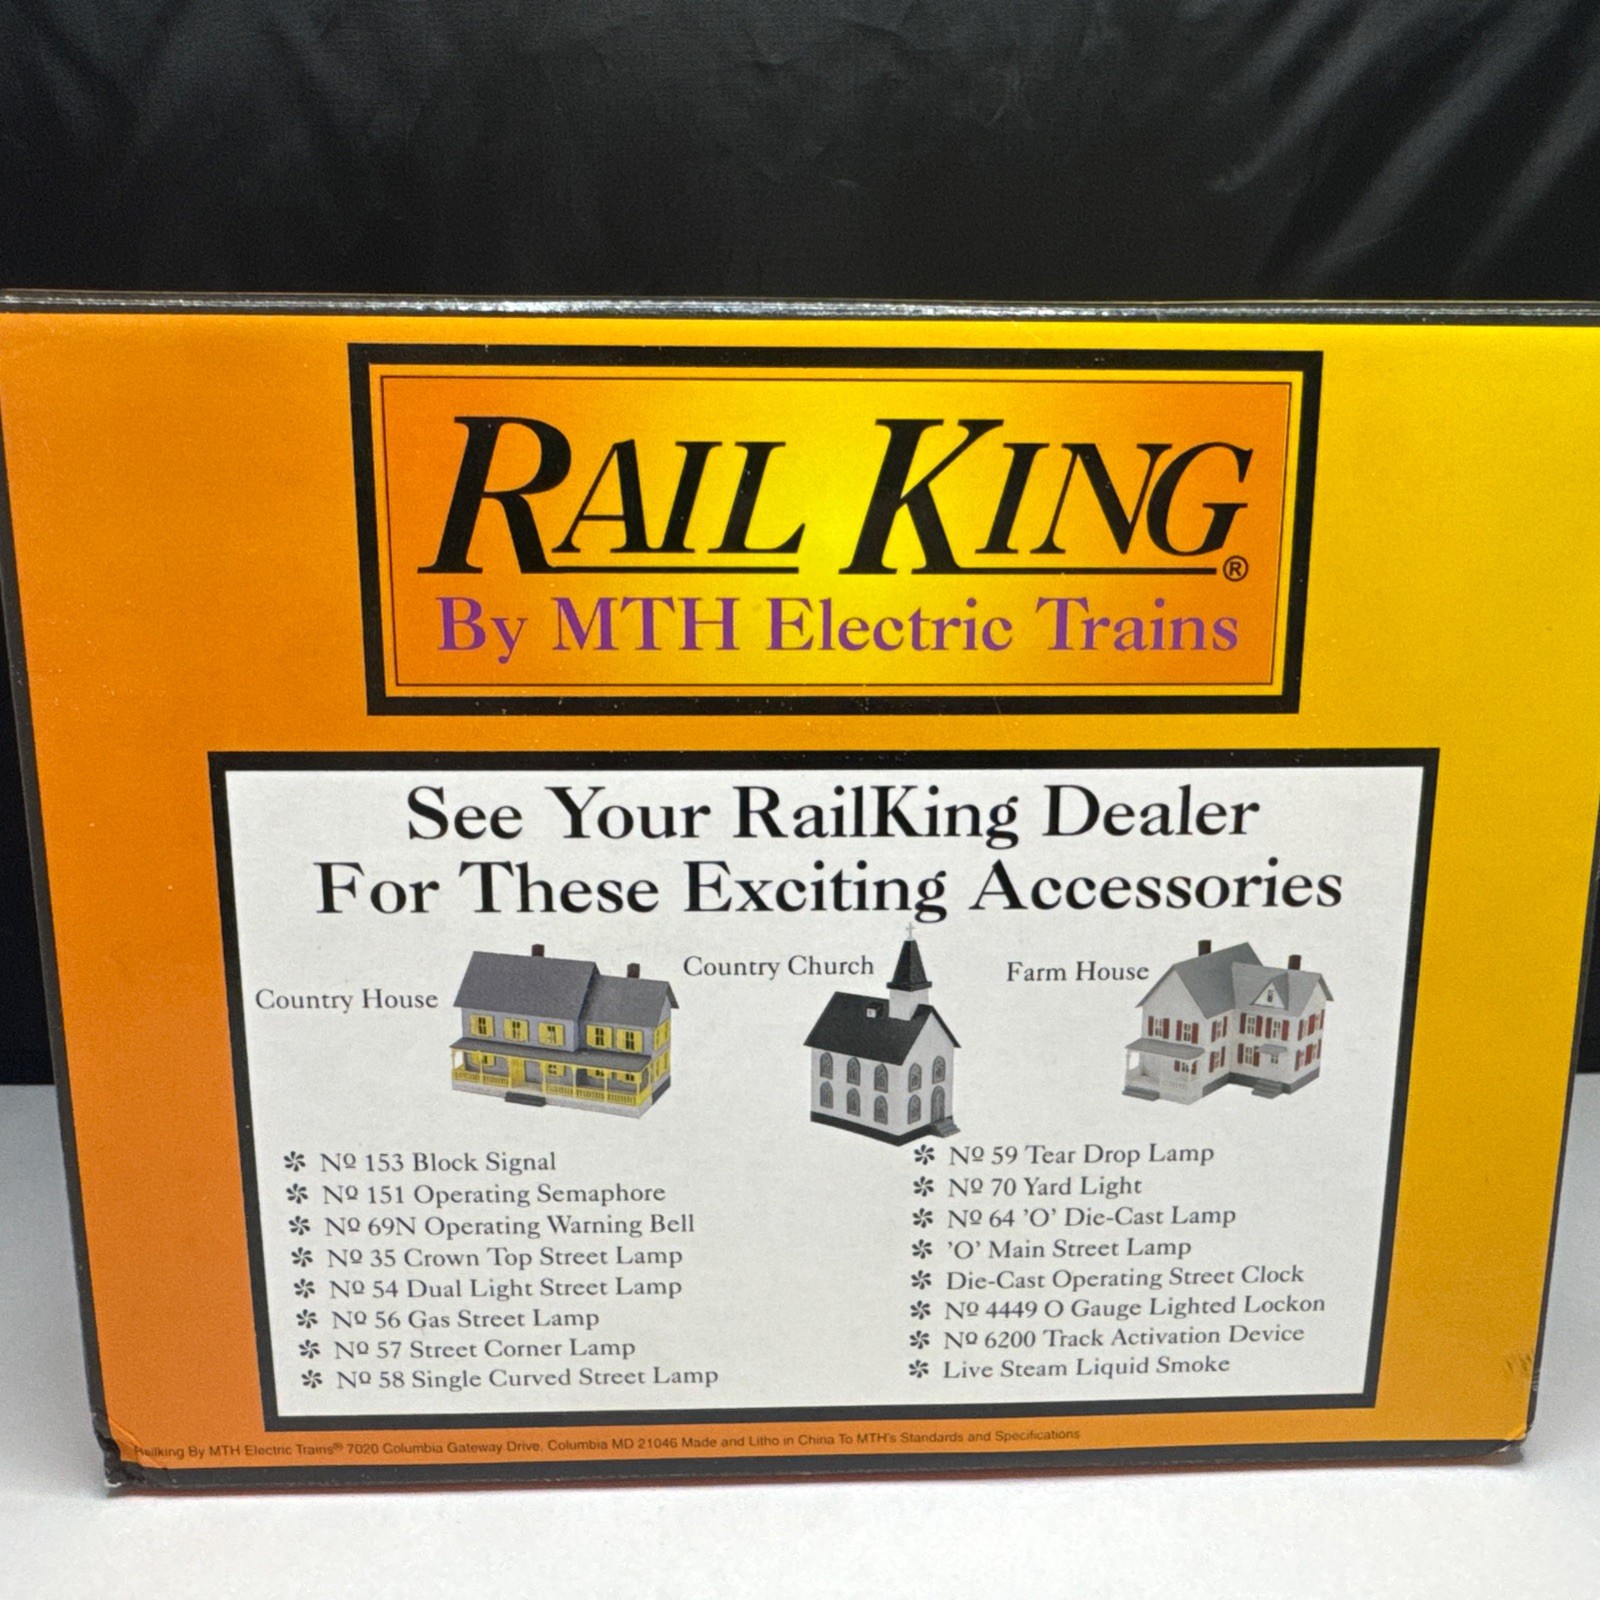 RAIL KING®
By MTH Electric Trains
See Your RailKing Dealer
For These Exciting Accessories
Country House
Country Church
Farm House
Nº 153 Block Signal
Nº 151 Operating Semaphore
Nº 69N Operating Warning Bell
Nº 35 Crown Top Street Lamp
Nº 54 Dual Light Street Lamp
Nº 56 Gas Street Lamp
Nº 57 Street Corner Lamp
Nº 58 Single Curved Street Lamp
Nº 59 Tear Drop Lamp
Nº 70 Yard Light
Nº 64 'O' Die-Cast Lamp
'O' Main Street Lamp
Die-Cast Operating Street Clock
Nº 4449 O Gauge Lighted Lockon
Nº 6200 Track Activation Device
Live Steam Liquid Smoke
Railking By MTH Electric Trains® 7020 Columbia Gateway Drive, Columbia MD 21046 Made and Litho in China To MTH's Standards and Specifications